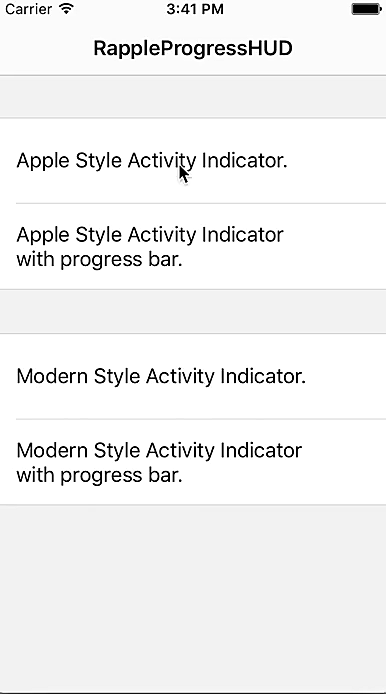 Carrier 3:41 PM
RappleProgressHUD
Apple Style Activity Indicator.
Apple Style Activity Indicator
with progress bar.
Modern Style Activity Indicator.
Modern Style Activity Indicator
with progress bar.